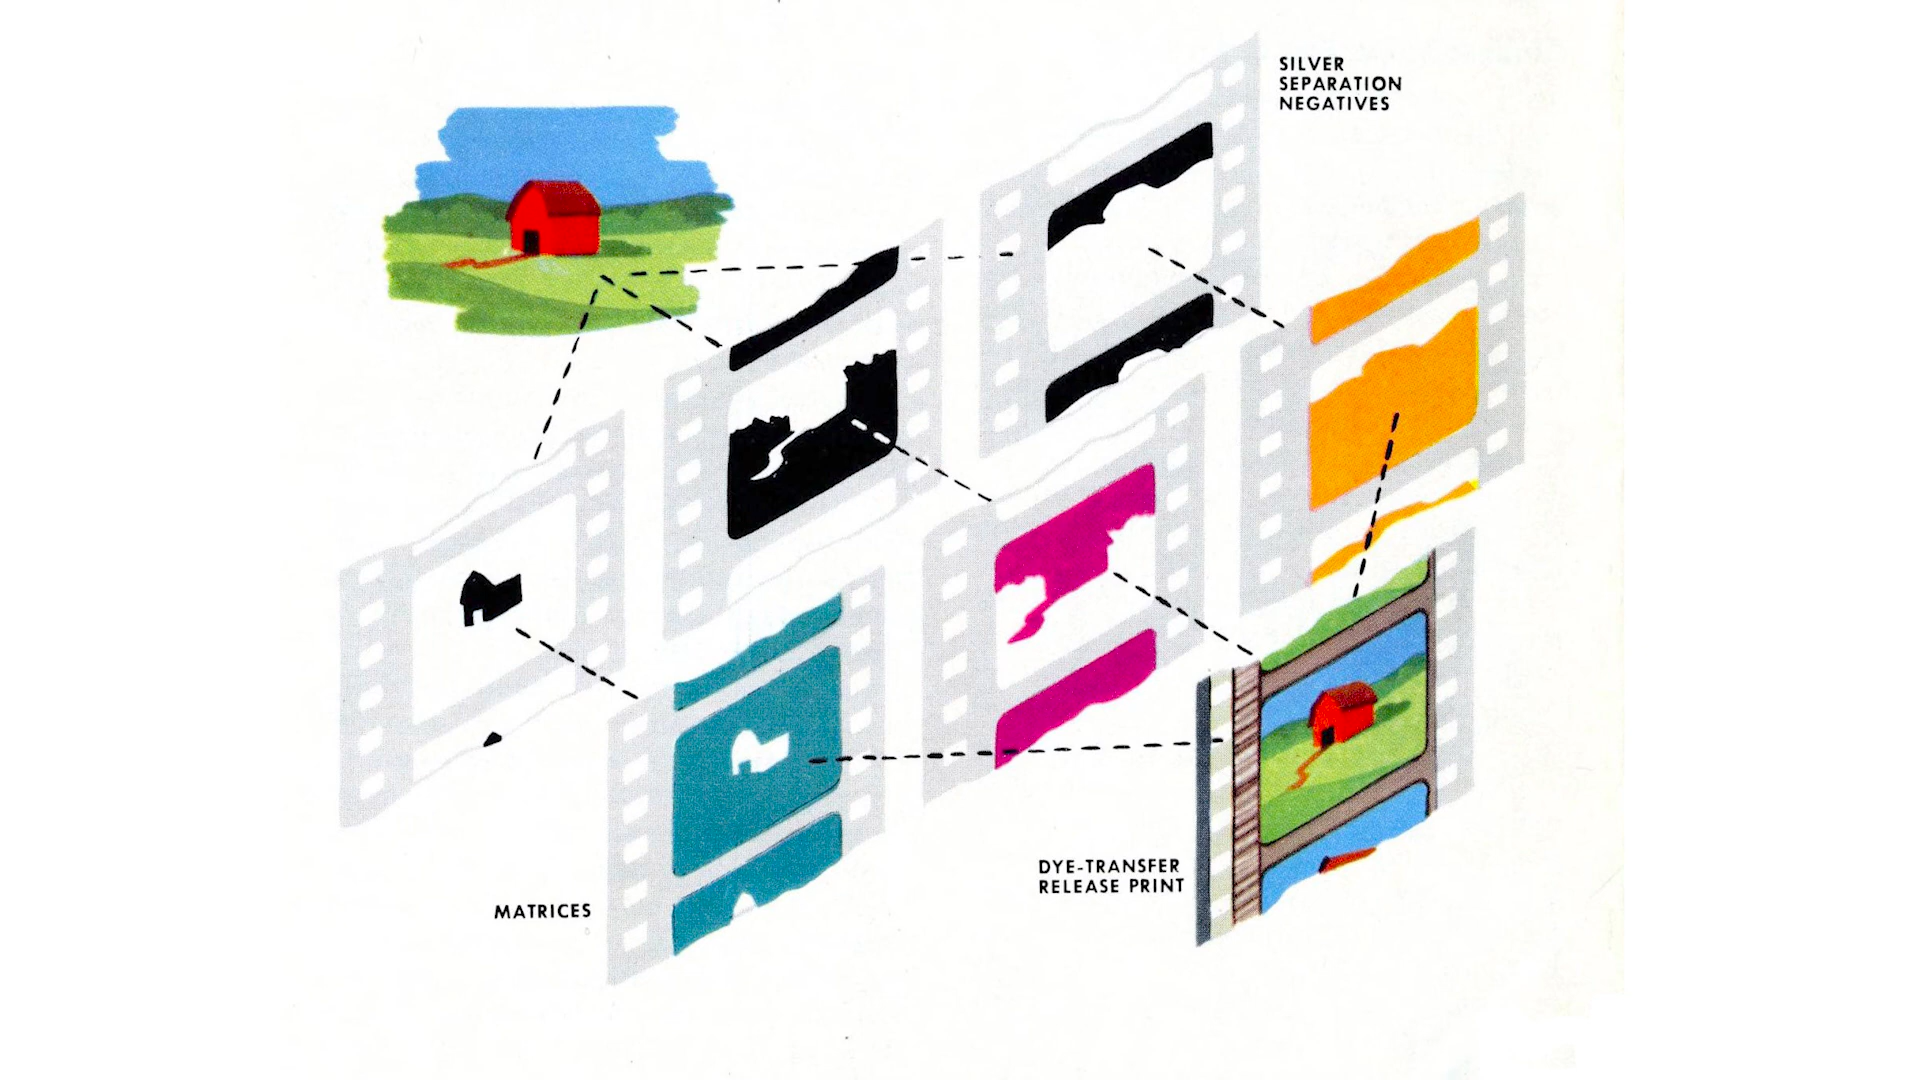 SILVER
SEPARATION
NEGATIVES
DYE-TRANSFER
RELEASE PRINT
MATRICES